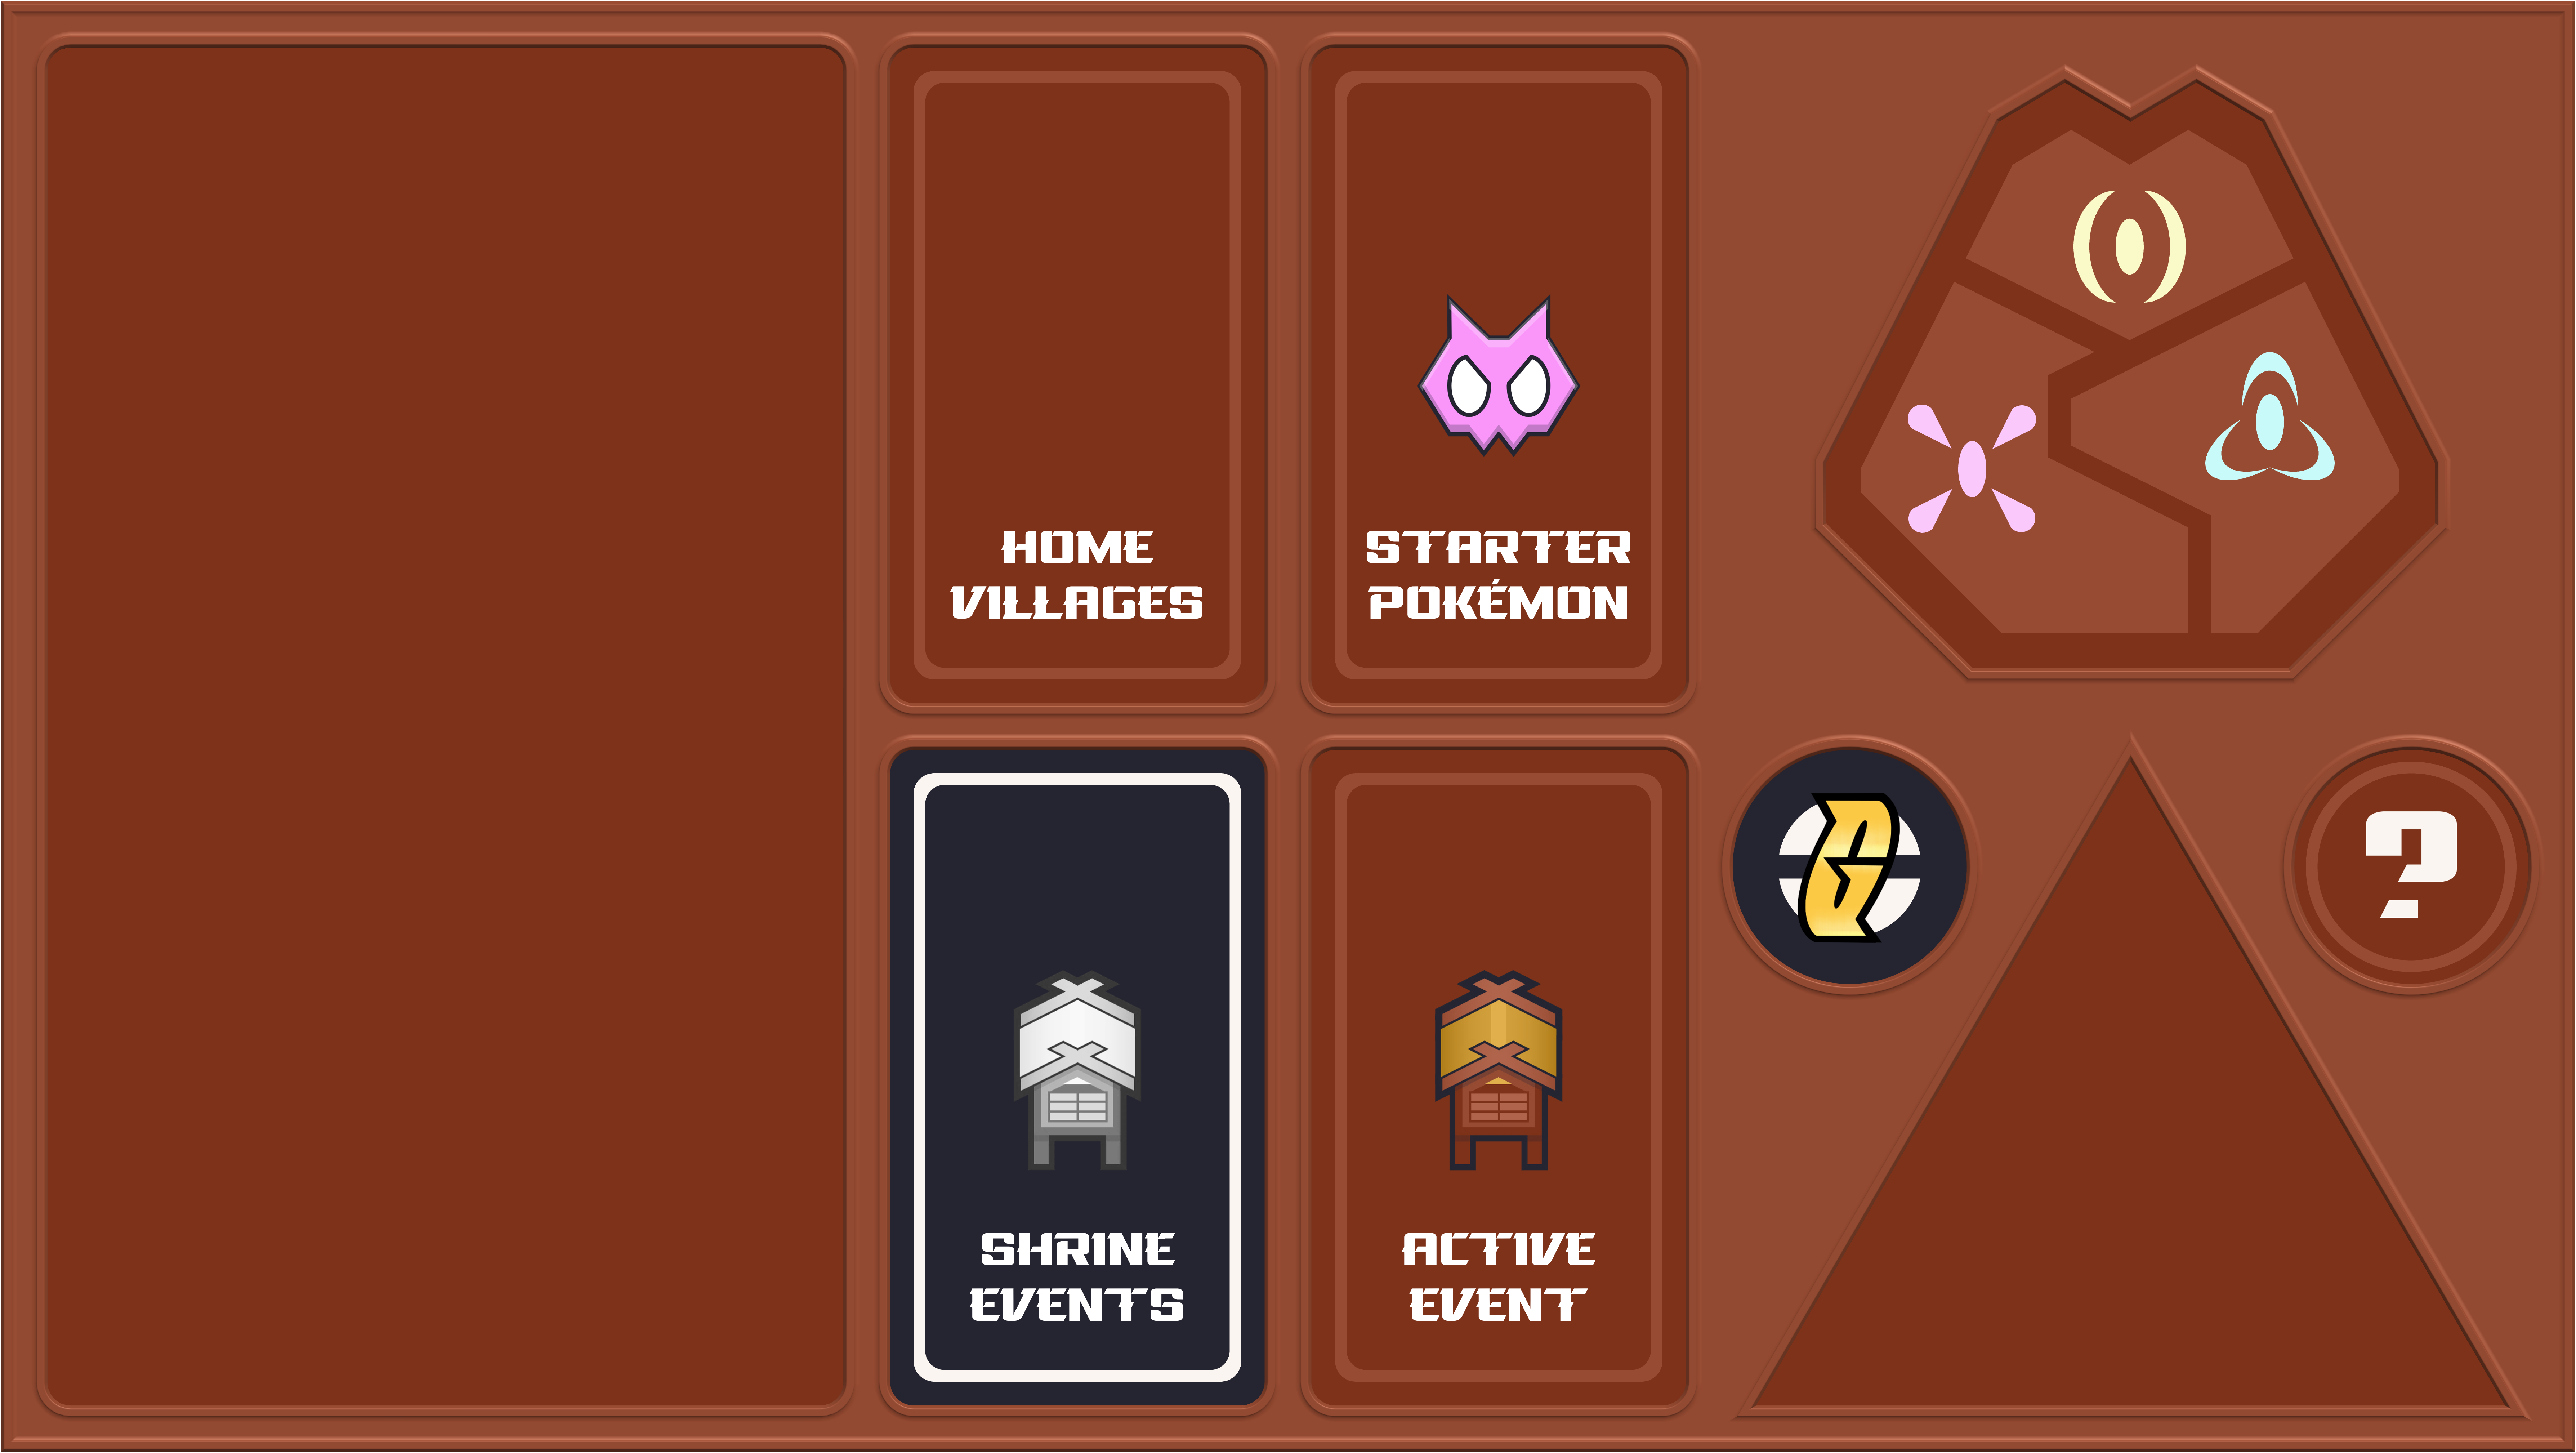 HOME
VILLAGES
STARTER
POKÉMON
SHRINE
EVENTS
ACTIVE
EVENT
?